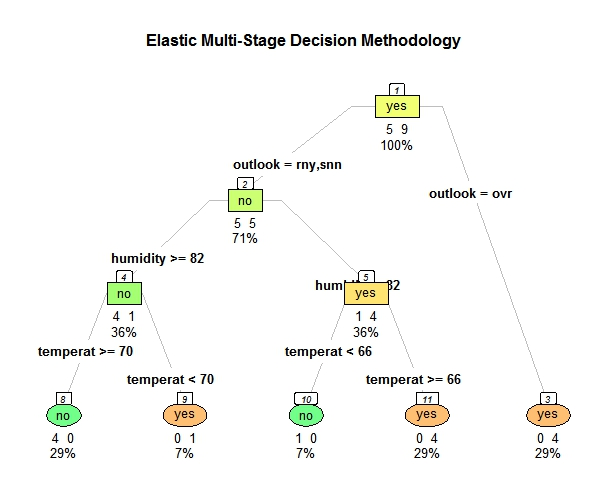 Elastic Multi-Stage Decision Methodology
1
yes
5 9
100%
outlook = rny,snn
outlook = ovr
2
no
5 5
71%
humidity >= 82
4
no
4 1
36%
5
yes
1 4
36%
temperat >= 70
temperat < 70
temperat < 66
temperat >= 66
8
no
4 0
29%
9
yes
0 1
7%
10
no
1 0
7%
11
yes
0 4
29%
3
yes
0 4
29%